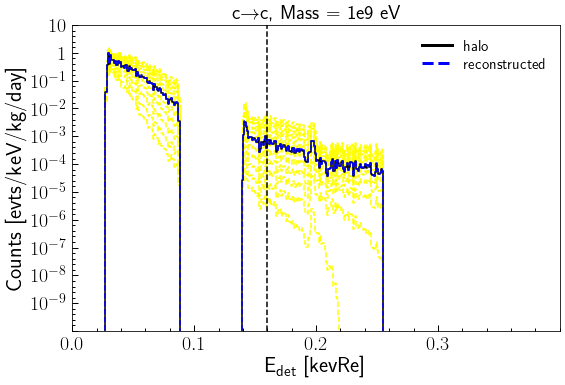 c→c, Mass = 1e9 eV
halo
reconstructed
Counts [evts/keV/kg/day]
10
1
10⁻¹
10⁻²
10⁻³
10⁻⁴
10⁻⁵
10⁻⁶
10⁻⁷
10⁻⁸
10⁻⁹
0.0 0.1 0.2 0.3
E_det [kevRe]